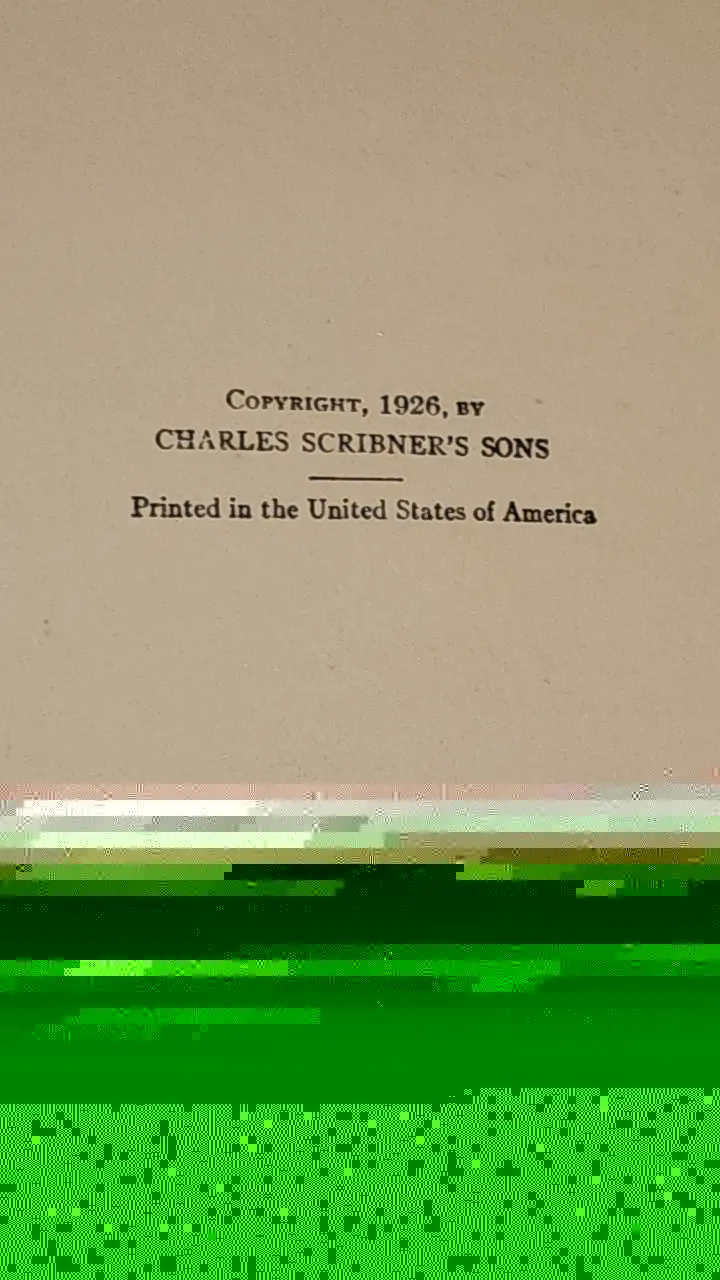 Copyright, 1926, by
CHARLES SCRIBNER'S SONS
Printed in the United States of America